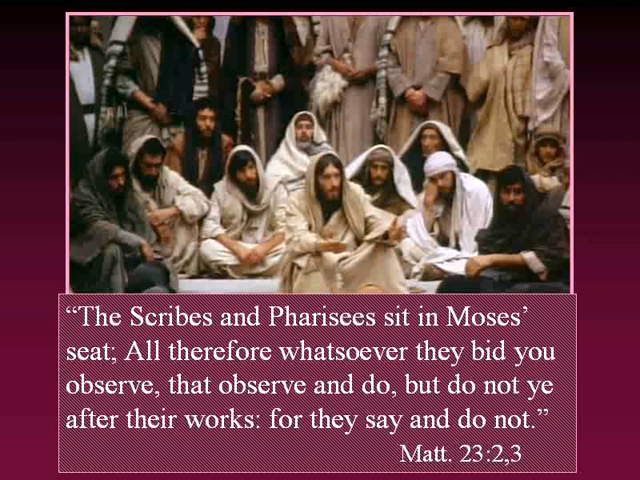 “The Scribes and Pharisees sit in Moses’
seat; All therefore whatsoever they bid you
observe, that observe and do, but do not ye
after their works: for they say and do not.”
Matt. 23:2,3